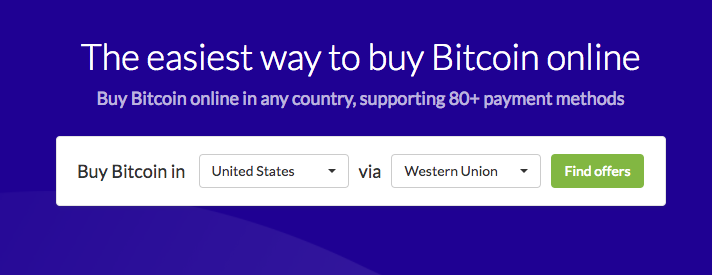 The easiest way to buy Bitcoin online
Buy Bitcoin online in any country, supporting 80+ payment methods
Buy Bitcoin in United States via Western Union Find offers